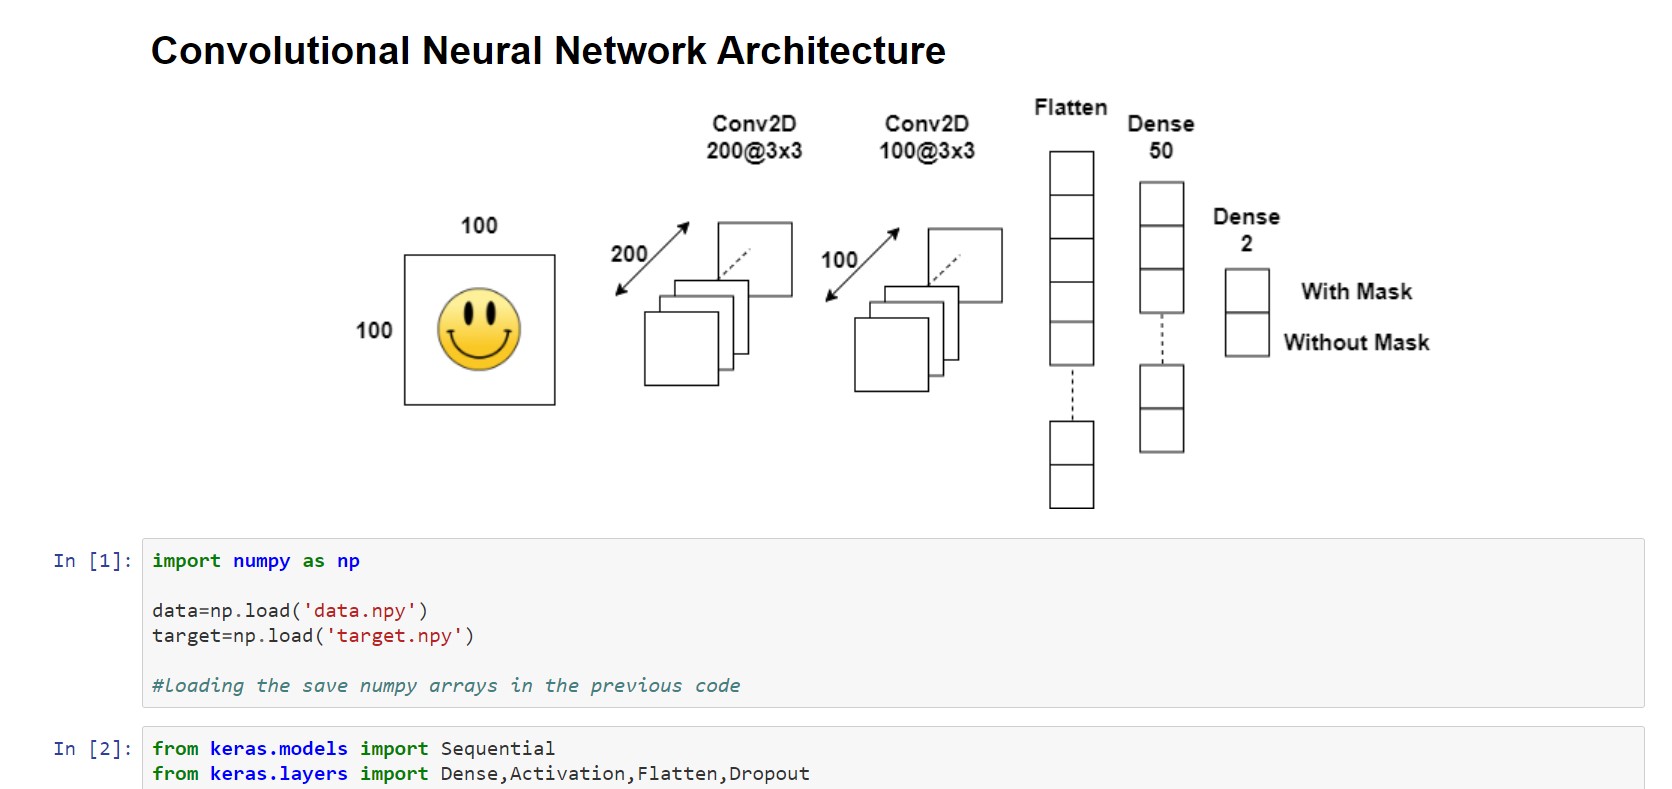 Convolutional Neural Network Architecture
Conv2D
200@3x3
Conv2D
100@3x3
Flatten
Dense
50
Dense
2
100
100
200
100
With Mask
Without Mask
In [1]:
import numpy as np
data=np.load('data.npy')
target=np.load('target.npy')
#loading the save numpy arrays in the previous code
In [2]:
from keras.models import Sequential
from keras.layers import Dense,Activation,Flatten,Dropout